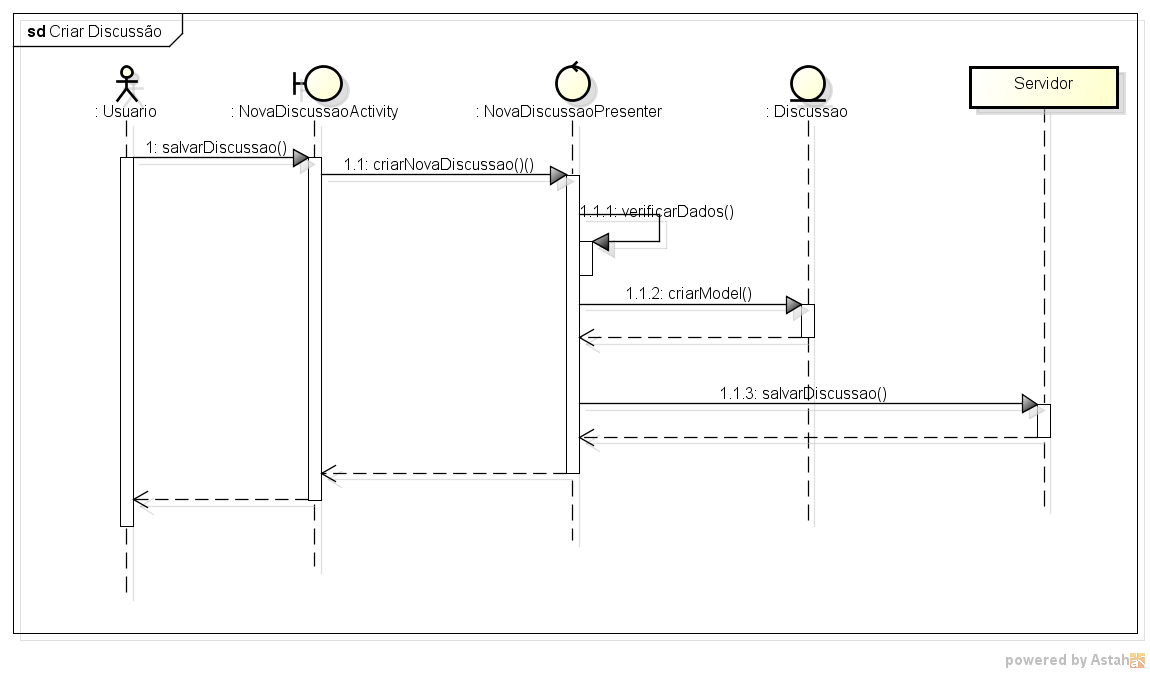 sd Criar Discussão
: Usuario
: NovaDiscussaoActivity
: NovaDiscussaoPresenter
: Discussao
Servidor
1: salvarDiscussao()
1.1: criarNovaDiscussao()()
1.1.1: verificarDados()
1.1.2: criarModel()
1.1.3: salvarDiscussao()
powered by Astah